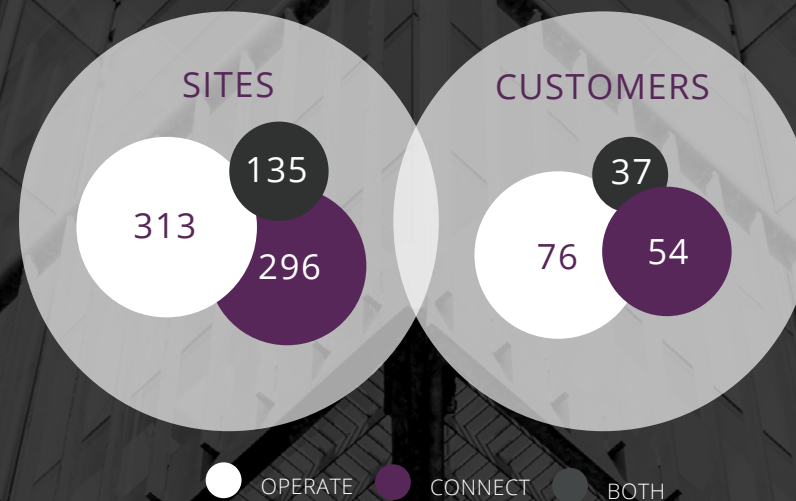 SITES
313
135
296
CUSTOMERS
76
37
54
OPERATE
CONNECT
BOTH